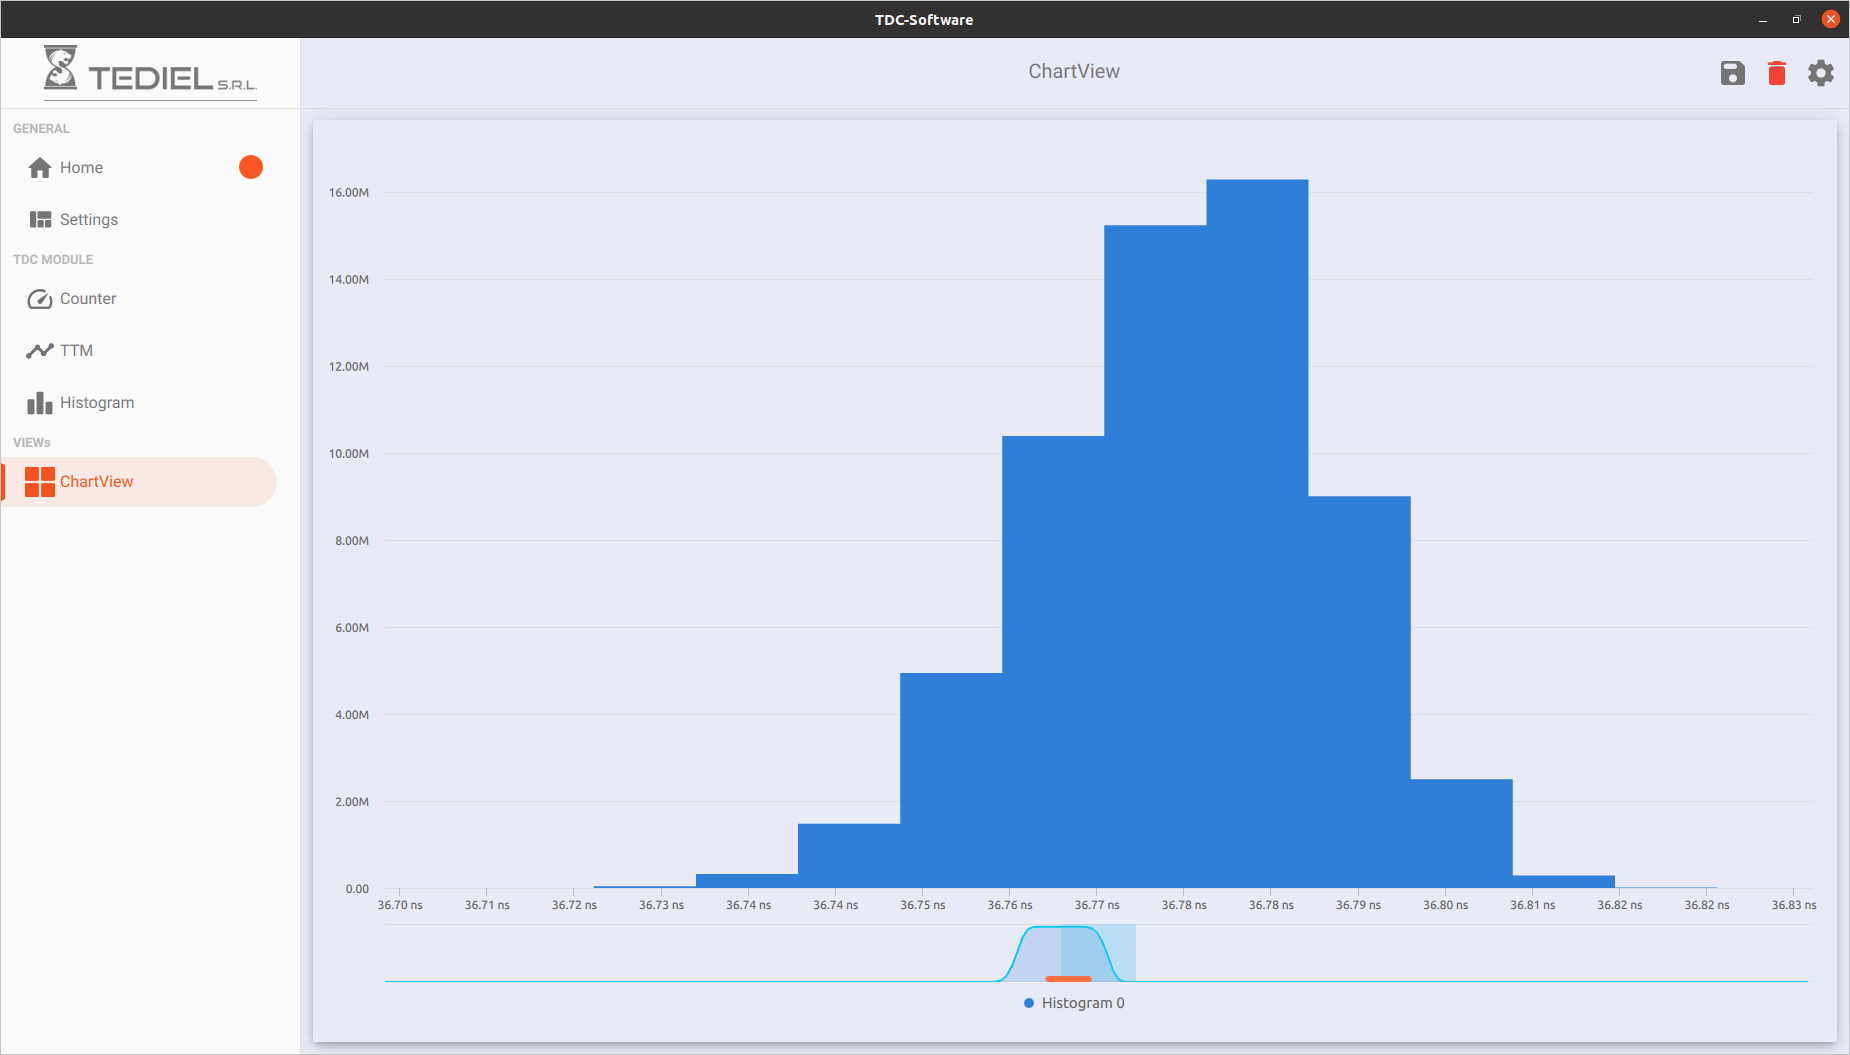 TDC-Software
TEDIEL S.R.L.
ChartView
GENERAL
Home
Settings
TDC MODULE
Counter
TTM
Histogram
VIEWs
ChartView
16.00M
14.00M
12.00M
10.00M
8.00M
6.00M
4.00M
2.00M
0.00
36.70 ns 36.71 ns 36.72 ns 36.73 ns 36.74 ns 36.74 ns 36.75 ns 36.76 ns 36.77 ns 36.78 ns 36.78 ns 36.79 ns 36.80 ns 36.81 ns 36.82 ns 36.82 ns 36.83 ns
Histogram 0